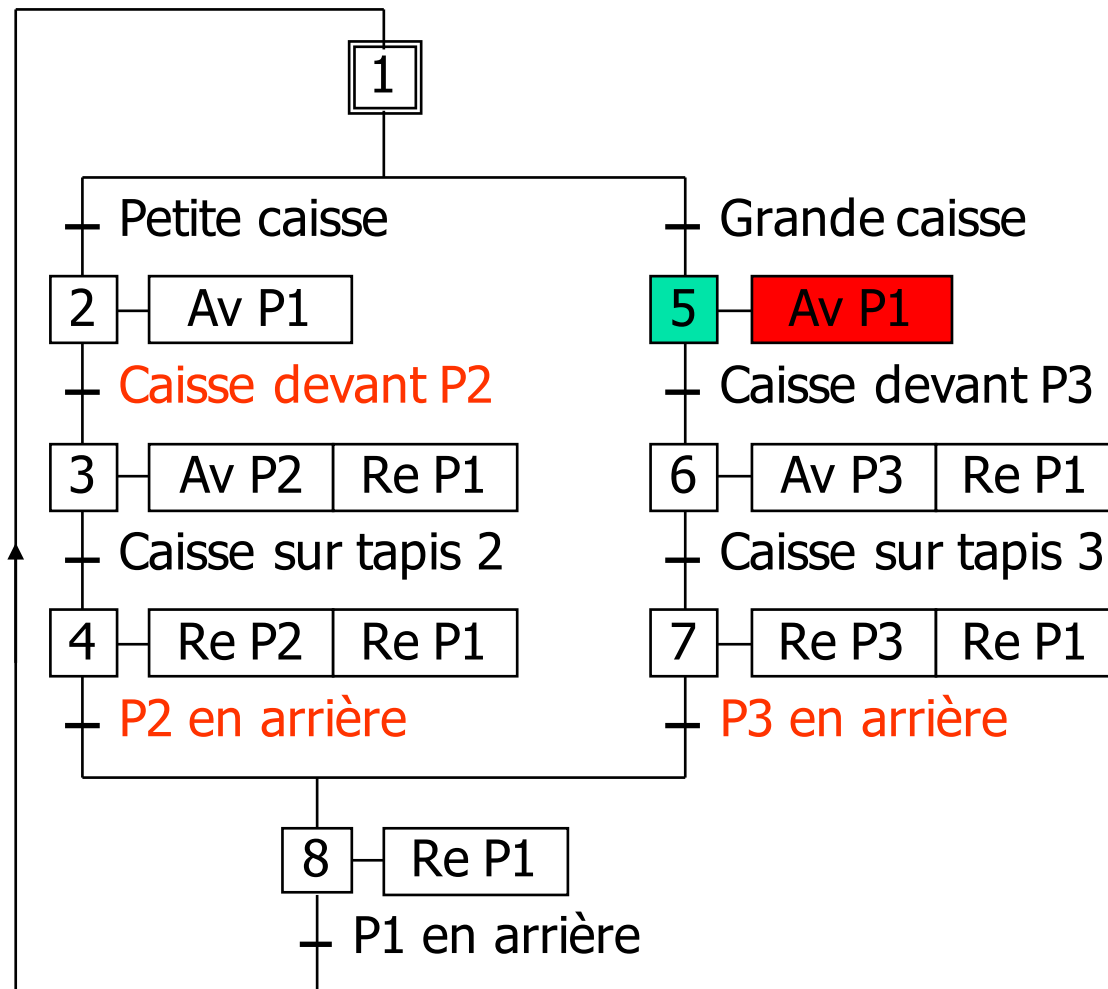 1
Petite caisse
Grande caisse
2 Av P1
5 Av P1
Caisse devant P2
Caisse devant P3
3 Av P2 Re P1
6 Av P3 Re P1
Caisse sur tapis 2
Caisse sur tapis 3
4 Re P2 Re P1
7 Re P3 Re P1
P2 en arrière
P3 en arrière
8 Re P1
P1 en arrière